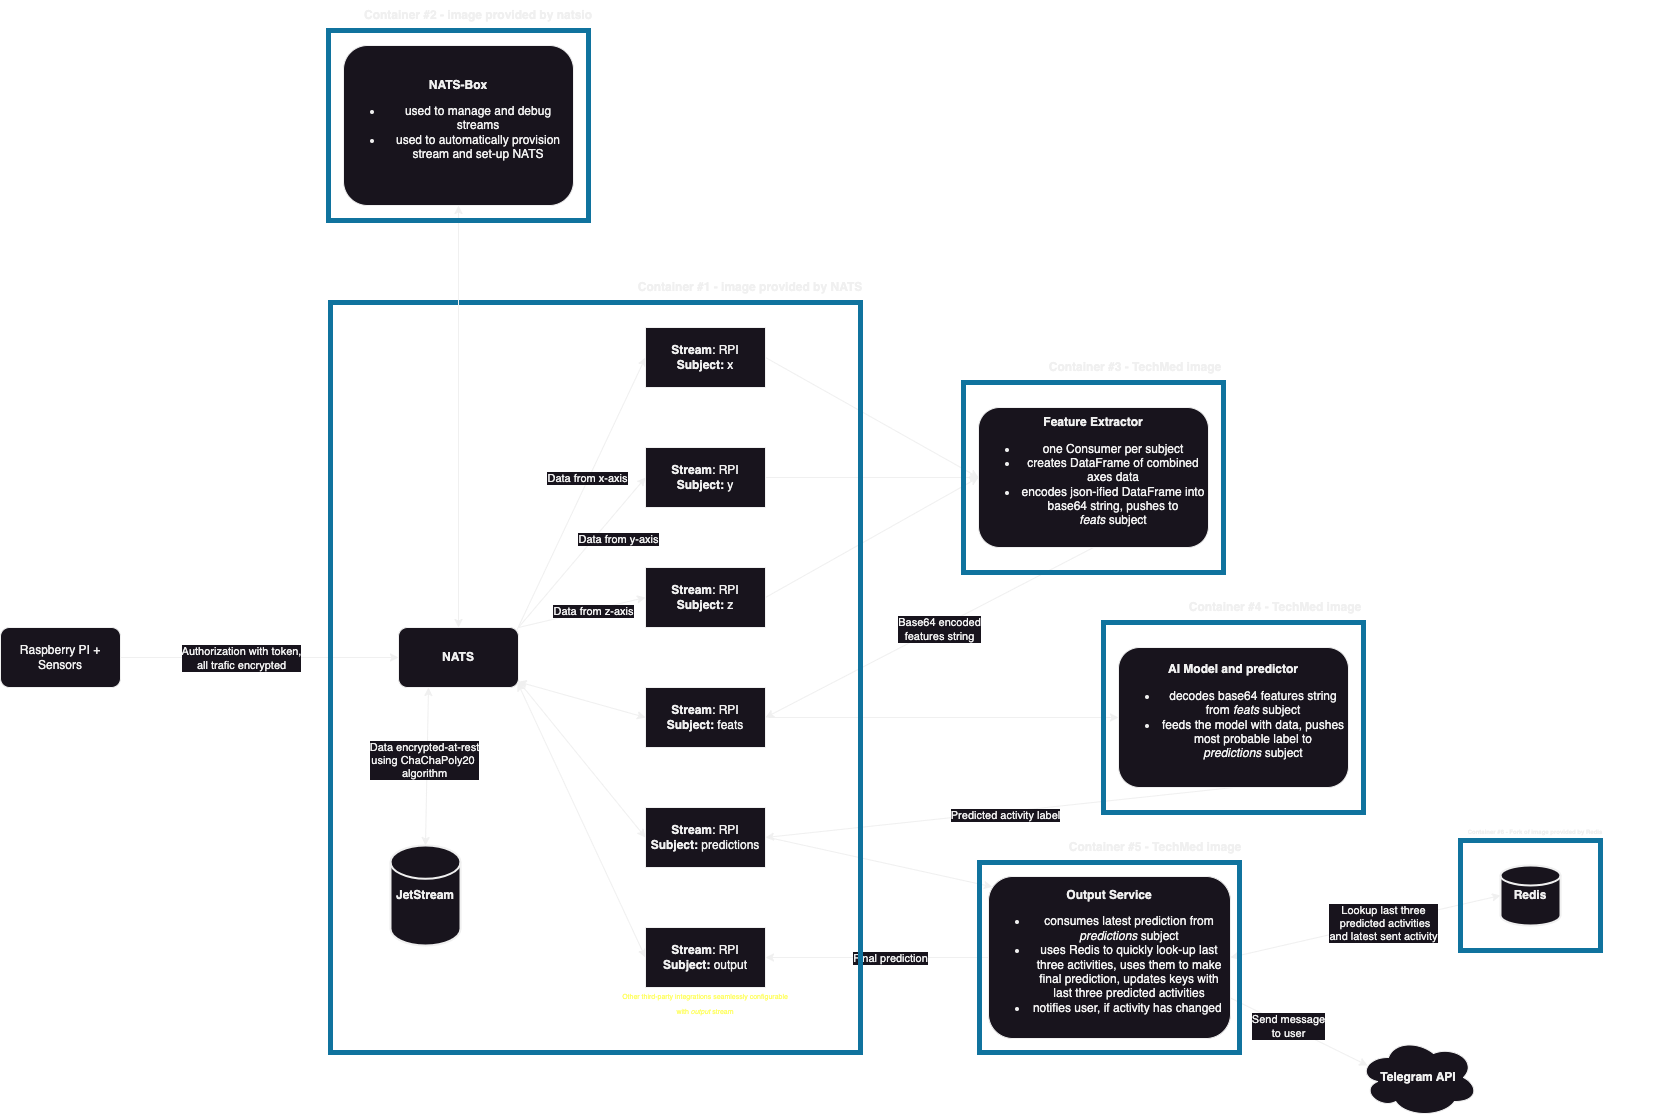 Container #2 - image provided by natsio
NATS-Box
used to manage and debug
streams
used to automatically provision
stream and set-up NATS
Container #1 - image provided by NATS
Stream: RPI
Subject: x
Data from x-axis
Stream: RPI
Subject: y
Data from y-axis
Stream: RPI
Subject: z
Data from z-axis
Container #3 - TechMed image
Feature Extractor
one Consumer per subject
creates DataFrame of combined
axes data
encodes json-ified DataFrame into
base64 string, pushes to
feats subject
Base64 encoded
features string
Raspberry PI +
Sensors
Authorization with token,
all trafic encrypted
NATS
Stream: RPI
Subject: feats
Container #4 - TechMed image
AI Model and predictor
decodes base64 features string
from feats subject
feeds the model with data, pushes
most probable label to
predictions subject
Data encrypted-at-rest
using ChaChaPoly20
algorithm
JetStream
Stream: RPI
Subject: predictions
Predicted activity label
Container #5 - TechMed image
Output Service
consumes latest prediction from
predictions subject
uses Redis to quickly look-up last
three activities, uses them to make
final prediction, updates keys with
last three predicted activities
notifies user, if activity has changed
Stream: RPI
Subject: output
Final prediction
Lookup last three
predicted activities
and latest sent activity
Redis
Send message
to user
Telegram API